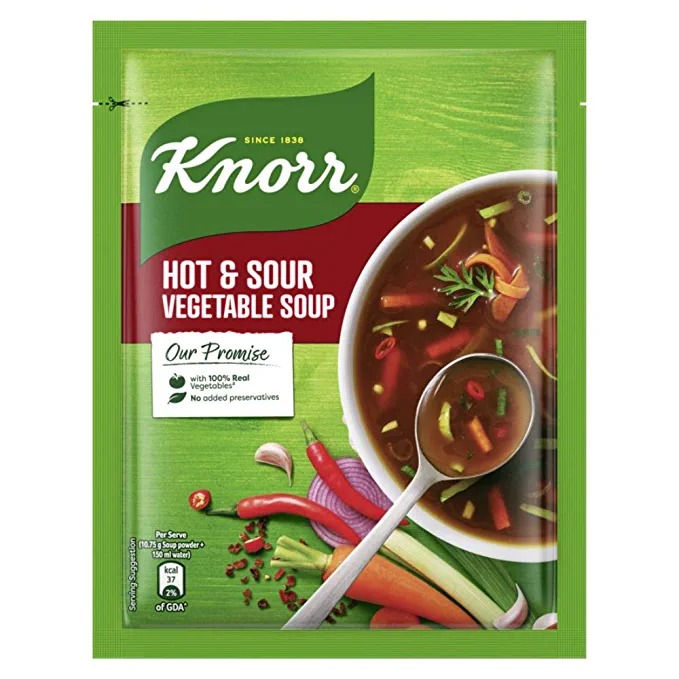 SINCE 1838
Knorr®
HOT & SOUR
VEGETABLE SOUP
Our Promise
with 100% Real
Vegetables#
No added preservatives
Per Serve
(10.75 g Soup powder +
150 ml water)
kcal
37
2%
of GDA*
Serving Suggestion